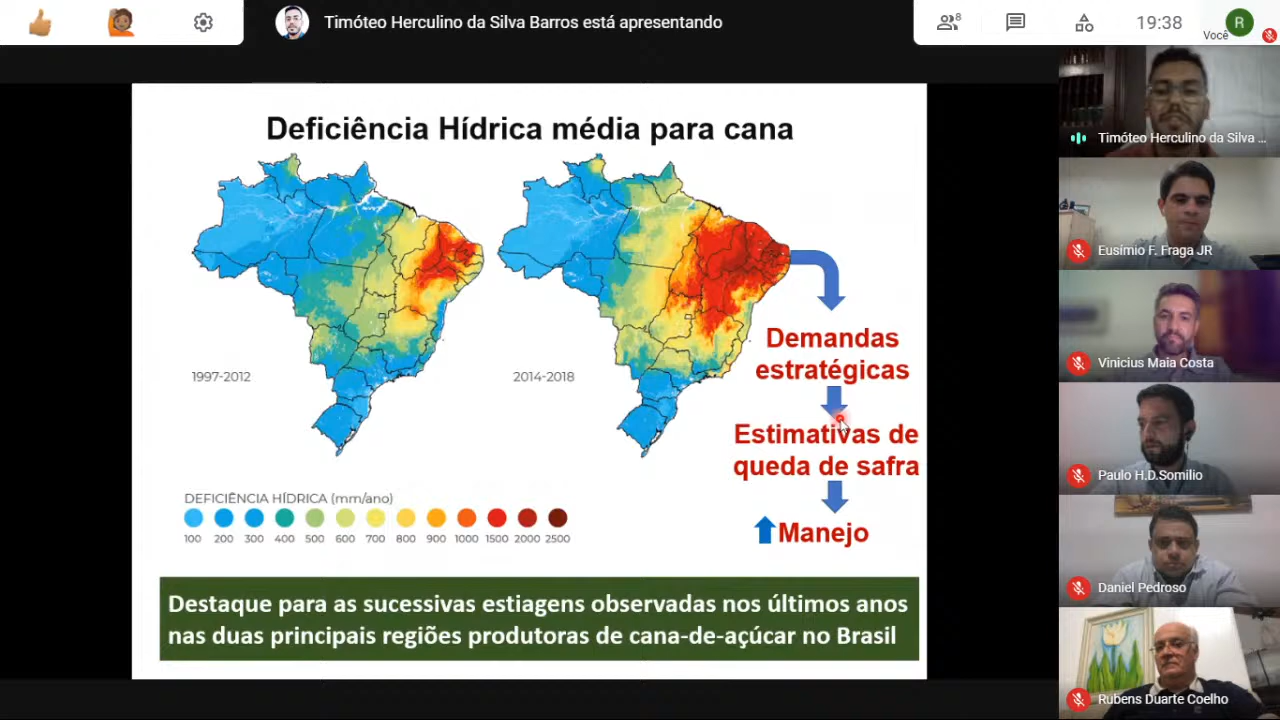 Timóteo Herculino da Silva Barros está apresentando
8
19:38
Você
R
Deficiência Hídrica média para cana
1997-2012
2014-2018
Demandas
estratégicas
Estimativas de
queda de safra
Manejo
DEFICIÊNCIA HÍDRICA (mm/ano)
100 200 300 400 500 600 700 800 900 1000 1500 2000 2500
Destaque para as sucessivas estiagens observadas nos últimos anos
nas duas principais regiões produtoras de cana-de-açúcar no Brasil
Timóteo Herculino da Silva ...
Eusímio F. Fraga JR
Vinicius Maia Costa
Paulo H.D.Somilio
Daniel Pedroso
Rubens Duarte Coelho